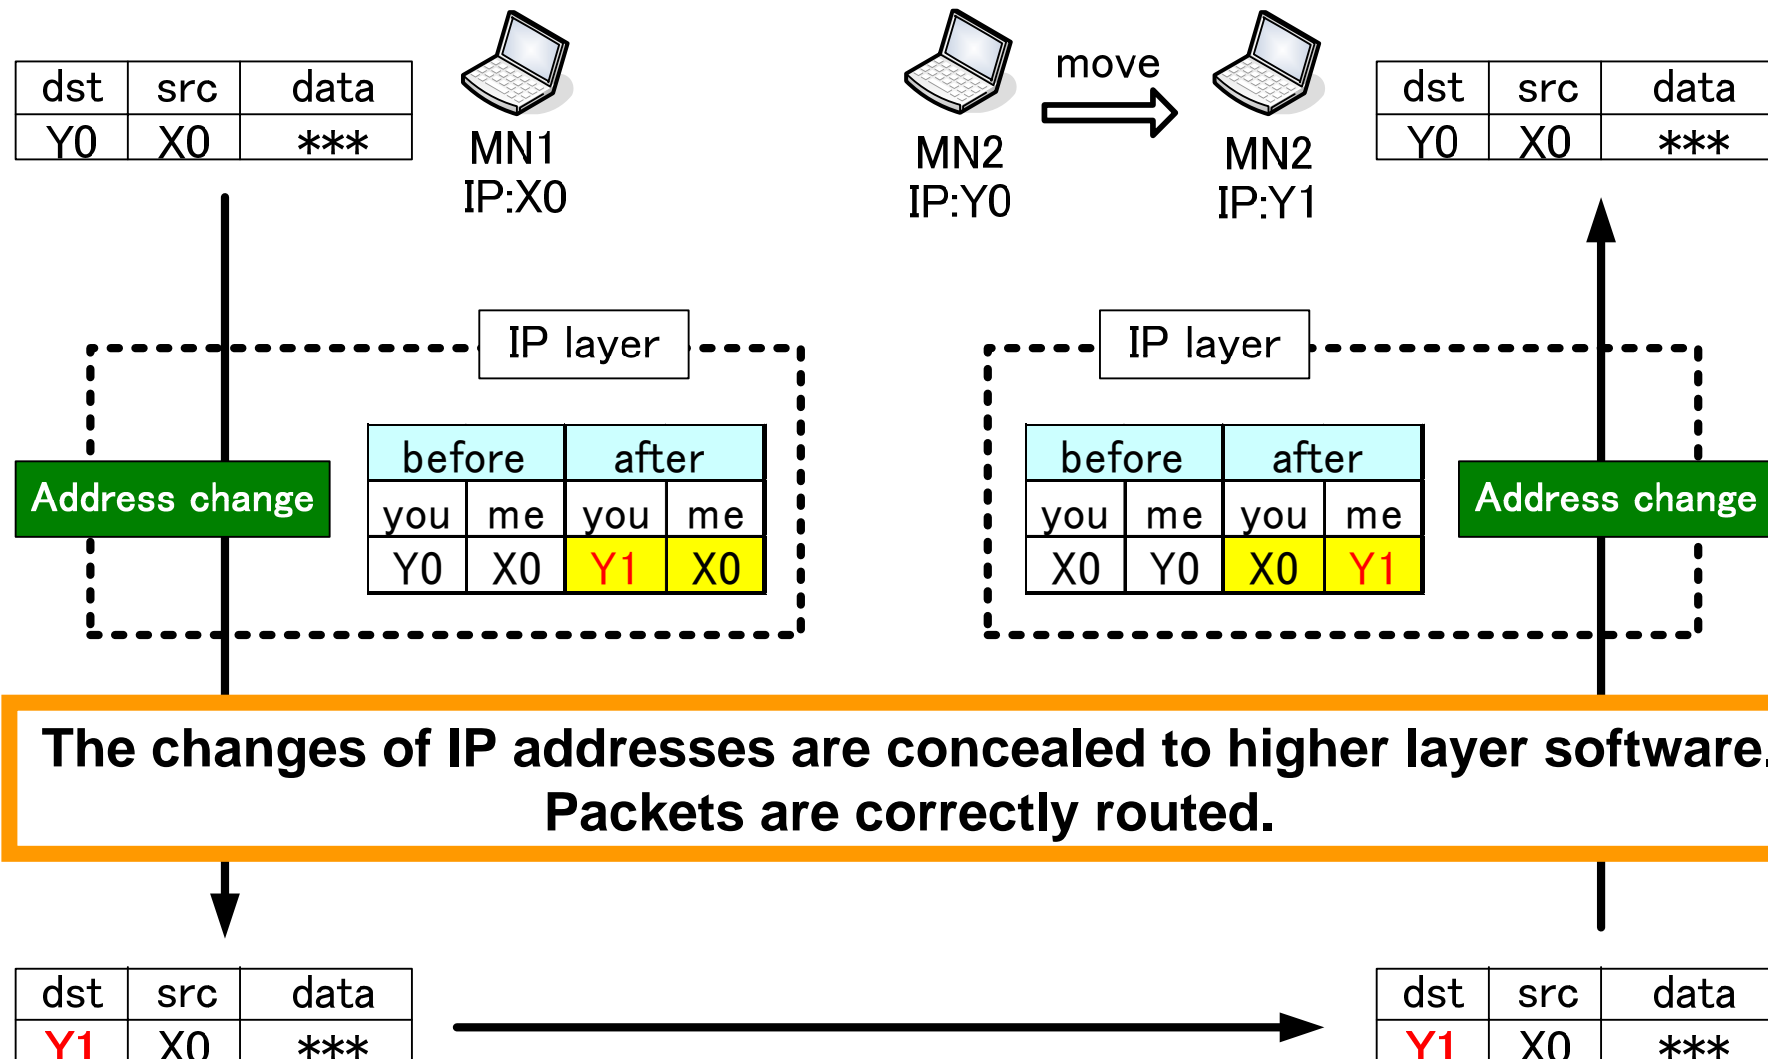 dst src data
Y0 X0 ***
MN1
IP:X0
MN2
IP:Y0
move
MN2
IP:Y1
dst src data
Y0 X0 ***
IP layer
Address change
before after
you me you me
Y0 X0 Y1 X0
IP layer
before after
you me you me
X0 Y0 X0 Y1
Address change
The changes of IP addresses are concealed to higher layer software.
Packets are correctly routed.
dst src data
Y1 X0 ***
dst src data
Y1 X0 ***